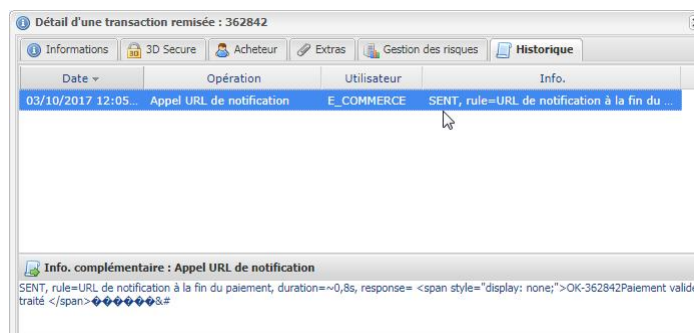 Détail d'une transaction remisée : 362842
Informations 3D Secure Acheteur Extras Gestion des risques Historique
Date Opération Utilisateur Info.
03/10/2017 12:05... Appel URL de notification E_COMMERCE SENT, rule=URL de notification à la fin du ...
Info. complémentaire : Appel URL de notification
SENT, rule=URL de notification à la fin du paiement, duration=~0,8s, response= <span style="display: none;">OK-362842Paiement valide
traité </span>������&#